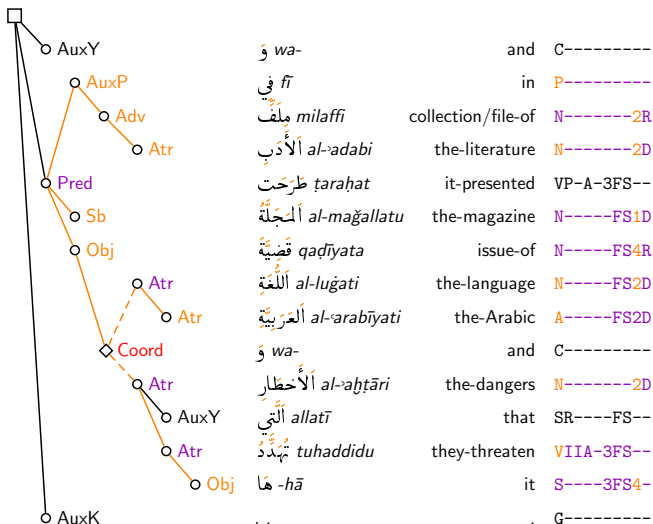 AuxY وَ wa- and C---------
AuxP فِي fī in P---------
Adv مِلَفِّ milaffi collection/file-of N-------2R
Atr اَلأَدَبِ al-ʾadabi the-literature N-------2D
Pred طَرَحَت ṭaraḥat it-presented VP-A-3FS--
Sb اَلمَجَلَّةُ al-maǧallatu the-magazine N-----FS1D
Obj قَضِيَّةَ qaḍīyata issue-of N-----FS4R
Atr اَللُّغَةِ al-luġati the-language N-----FS2D
Atr اَلعَرَبِيَّةِ al-ʿarabīyati the-Arabic A-----FS2D
Coord وَ wa- and C---------
Atr اَلأَخطَارِ al-ʾaḫṭāri the-dangers N-------2D
AuxY اَلَّتِي allatī that SR----FS--
Atr تُهَدِّدُ tuhaddidu they-threaten VIIA-3FS--
Obj هَا -hā it S----3FS4-
AuxK G---------